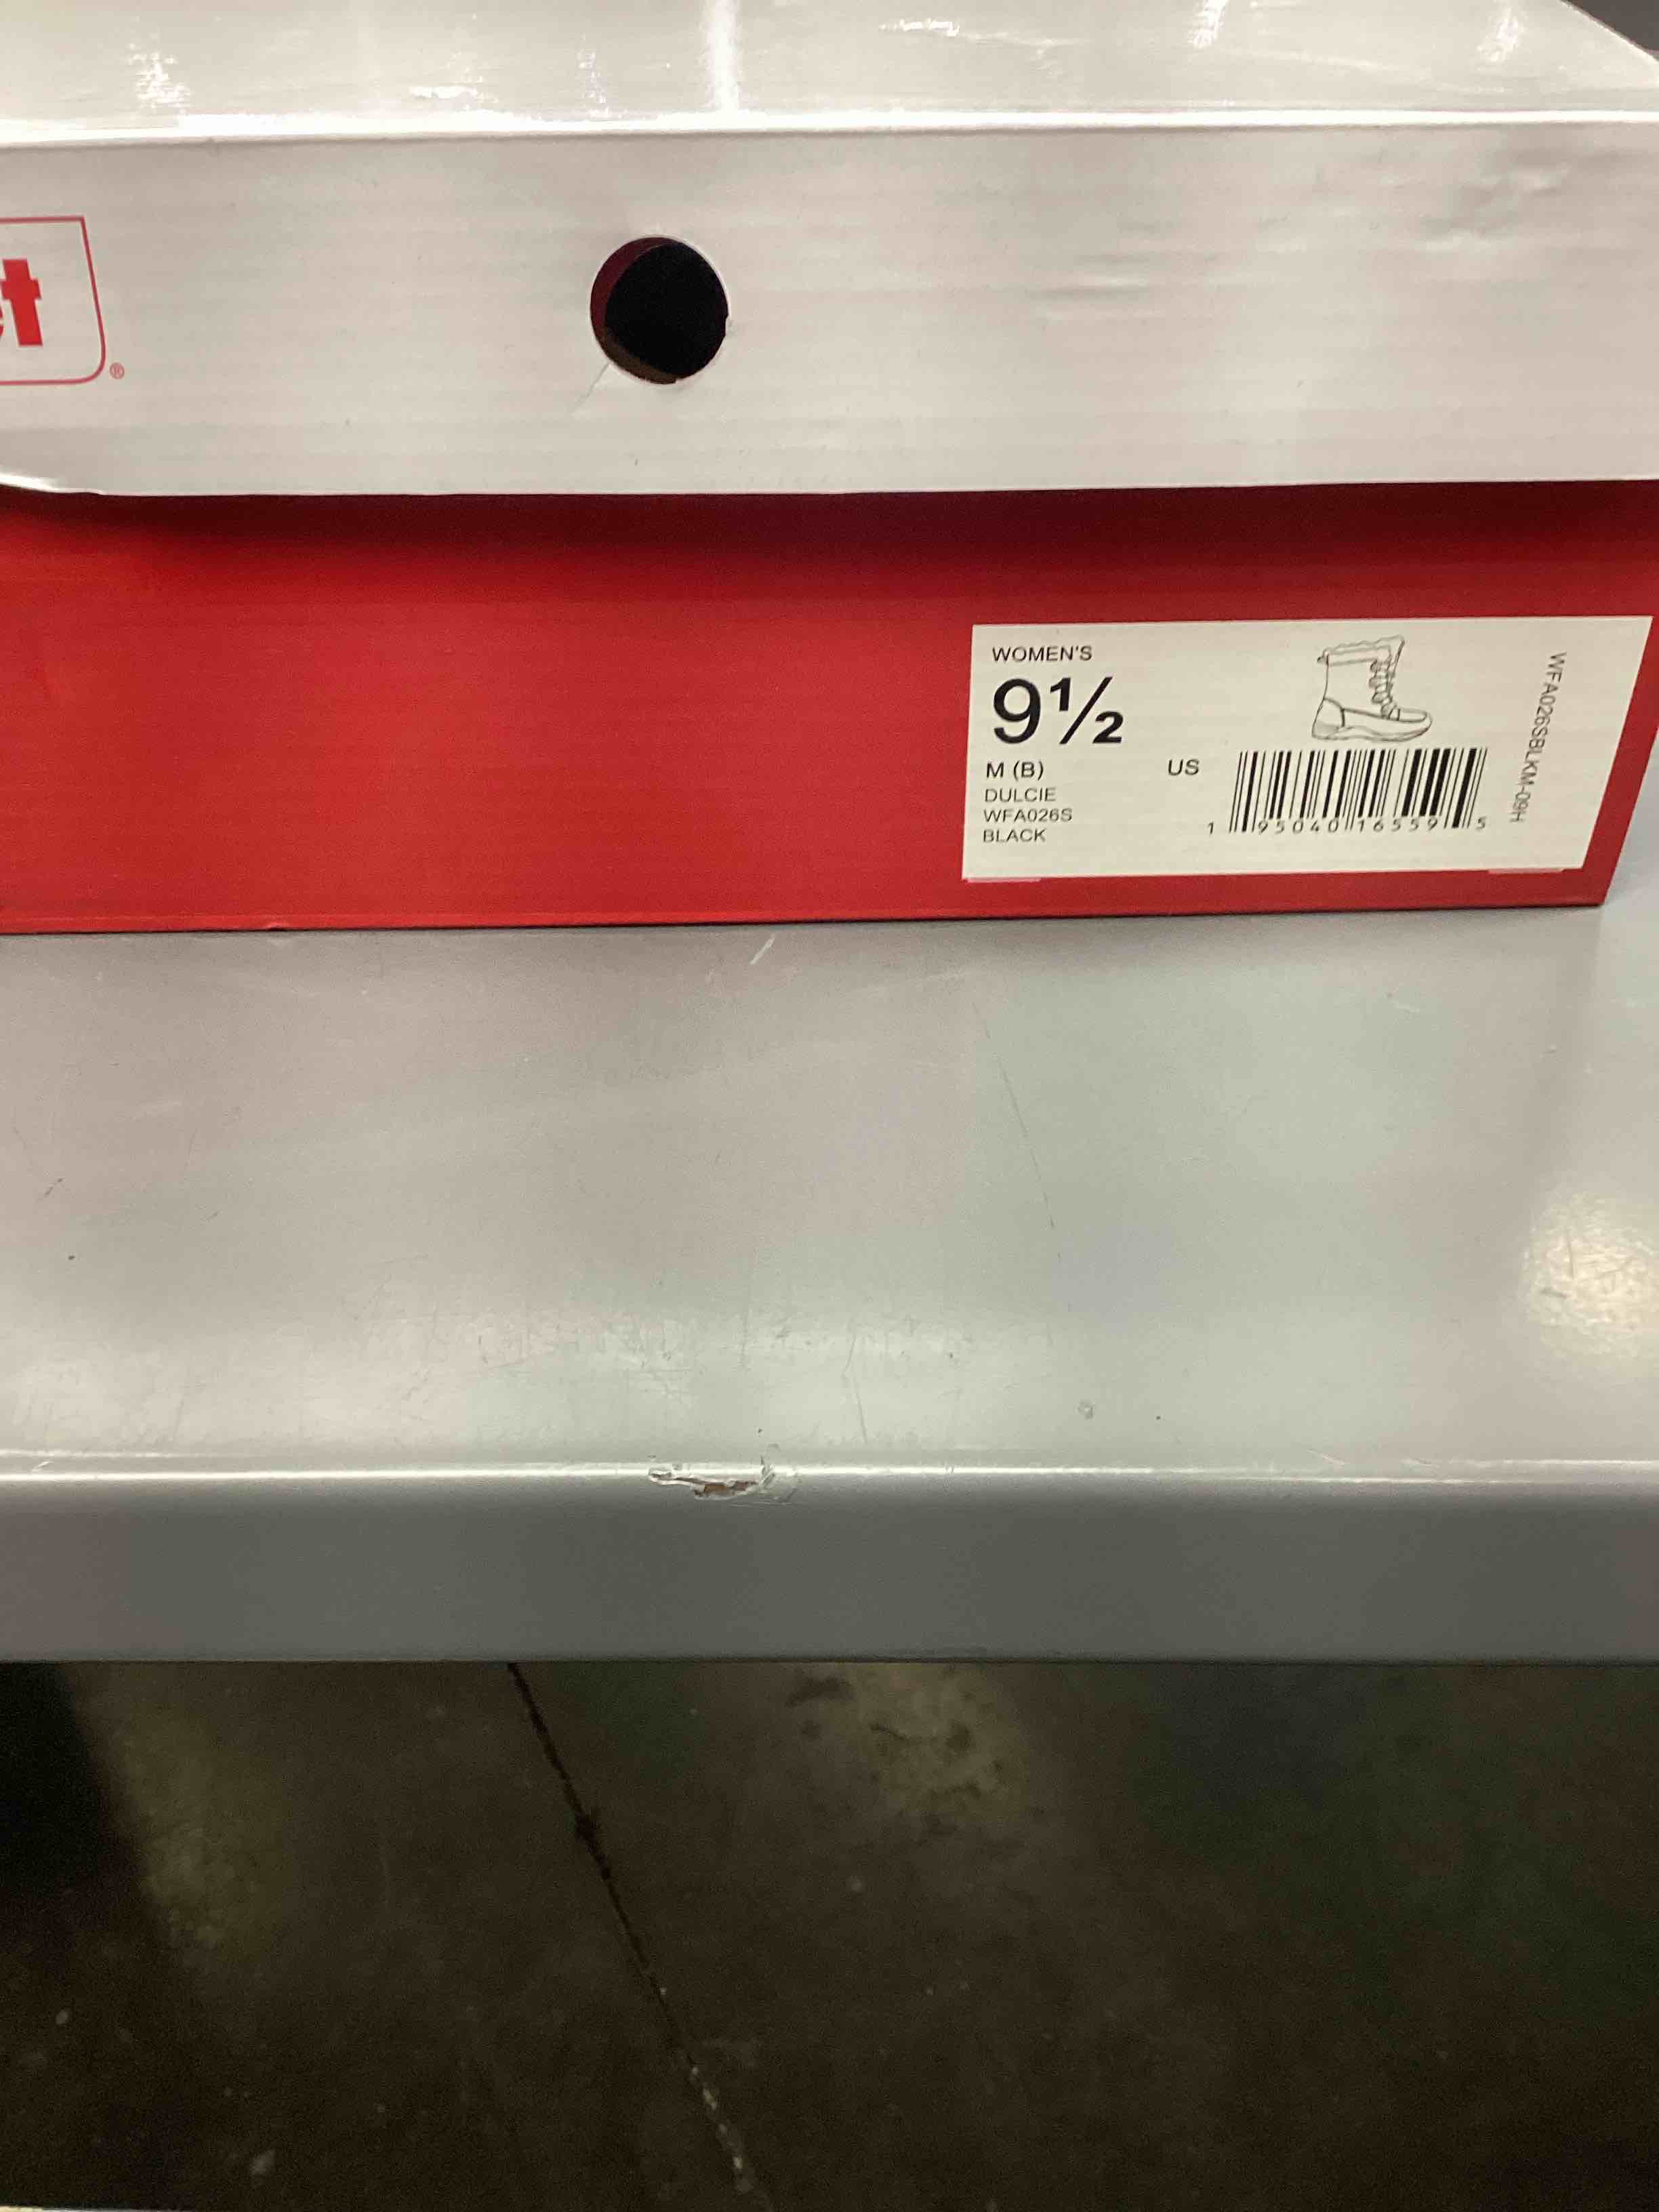 t
®
WOMEN'S
9½
M (B)
US
DULCIE
WFA026S
BLACK
1 95040 16559 5
WFA026SBLKM-09H